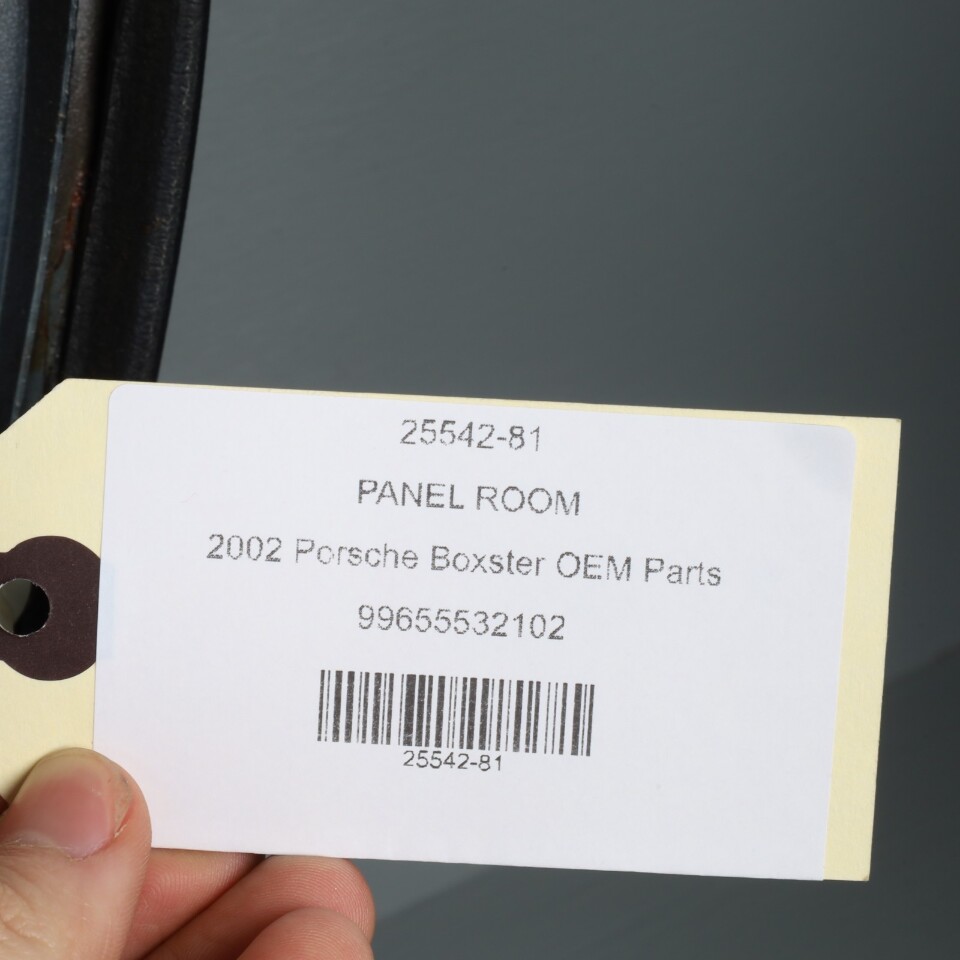 25542-81
PANEL ROOM
2002 Porsche Boxster OEM Parts
99655532102
25542-81